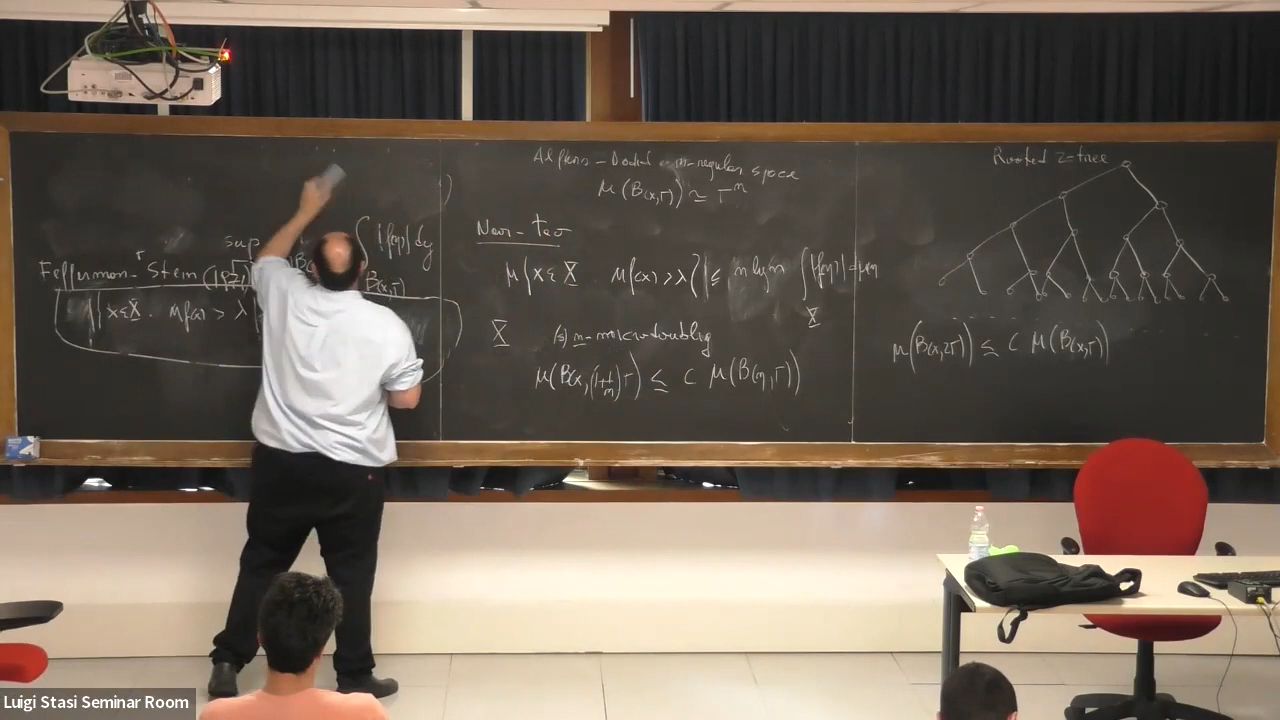 sup ∫ |f(y)| dy
B(x,r)
Fefferman - Stein
|{x∈X : Mf(x) > λ
Ahlfors - David m-regular space
μ(B(x,r)) ≃ r^m
Naor - Tao
μ{x∈X : Mf(x) > λ}| ≤ n log n ∫ |f(y)| dμ
X
X (s) n-microdoubling
μ(B(x,(1+1/n)r)) ≤ C μ(B(y,r))
Rooted 2-tree
μ(B(x,2r)) ≤ C μ(B(x,r))
Luigi Stasi Seminar Room